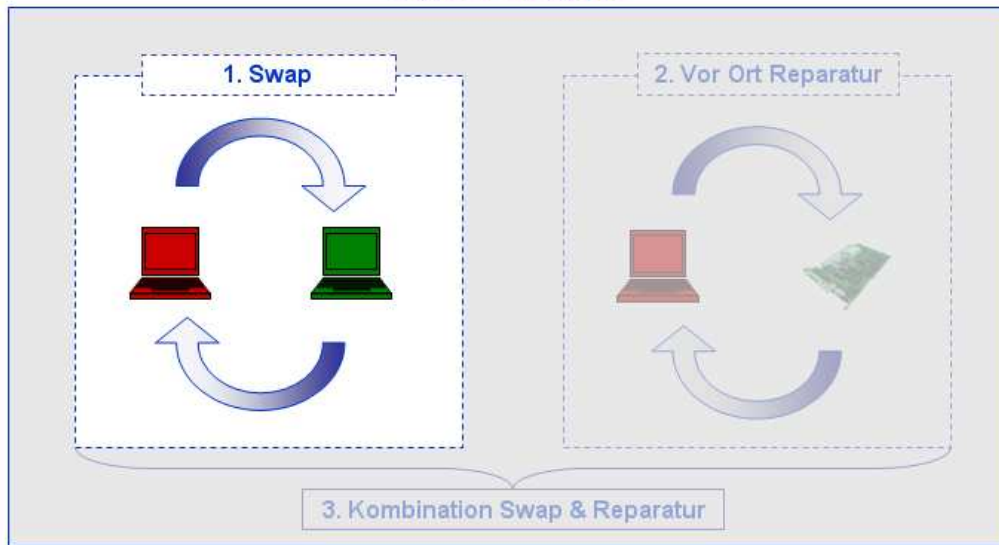 1. Swap
2. Vor Ort Reparatur
3. Kombination Swap & Reparatur